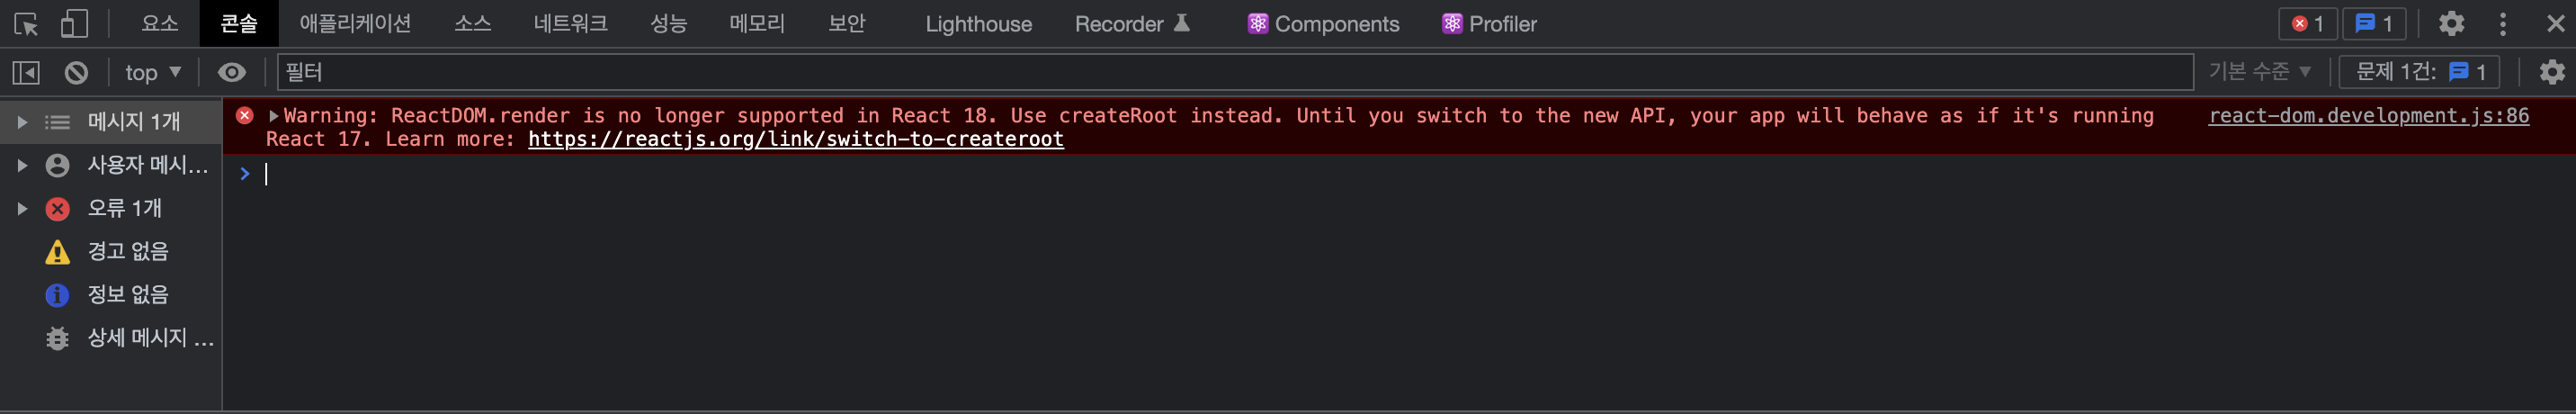 요소 콘솔 애플리케이션 소스 네트워크 성능 메모리 보안 Lighthouse Recorder Components Profiler 1 1
top 필터 기본 수준 문제 1건: 1
메시지 1개
사용자 메시...
오류 1개
경고 없음
정보 없음
상세 메시지 ...
Warning: ReactDOM.render is no longer supported in React 18. Use createRoot instead. Until you switch to the new API, your app will behave as if it's running react-dom.development.js:86
React 17. Learn more: https://reactjs.org/link/switch-to-createroot